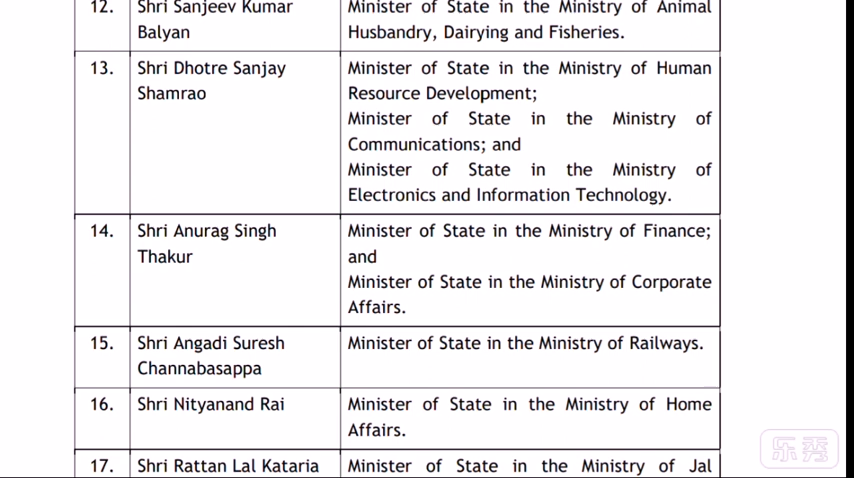 12. Shri Sanjeev Kumar Minister of State in the Ministry of Animal
Balyan Husbandry, Dairying and Fisheries.
13. Shri Dhotre Sanjay Minister of State in the Ministry of Human
Shamrao Resource Development;
Minister of State in the Ministry of
Communications; and
Minister of State in the Ministry of
Electronics and Information Technology.
14. Shri Anurag Singh Minister of State in the Ministry of Finance;
Thakur and
Minister of State in the Ministry of Corporate
Affairs.
15. Shri Angadi Suresh Minister of State in the Ministry of Railways.
Channabasappa
16. Shri Nityanand Rai Minister of State in the Ministry of Home
Affairs.
17. Shri Rattan Lal Kataria Minister of State in the Ministry of Jal
乐秀